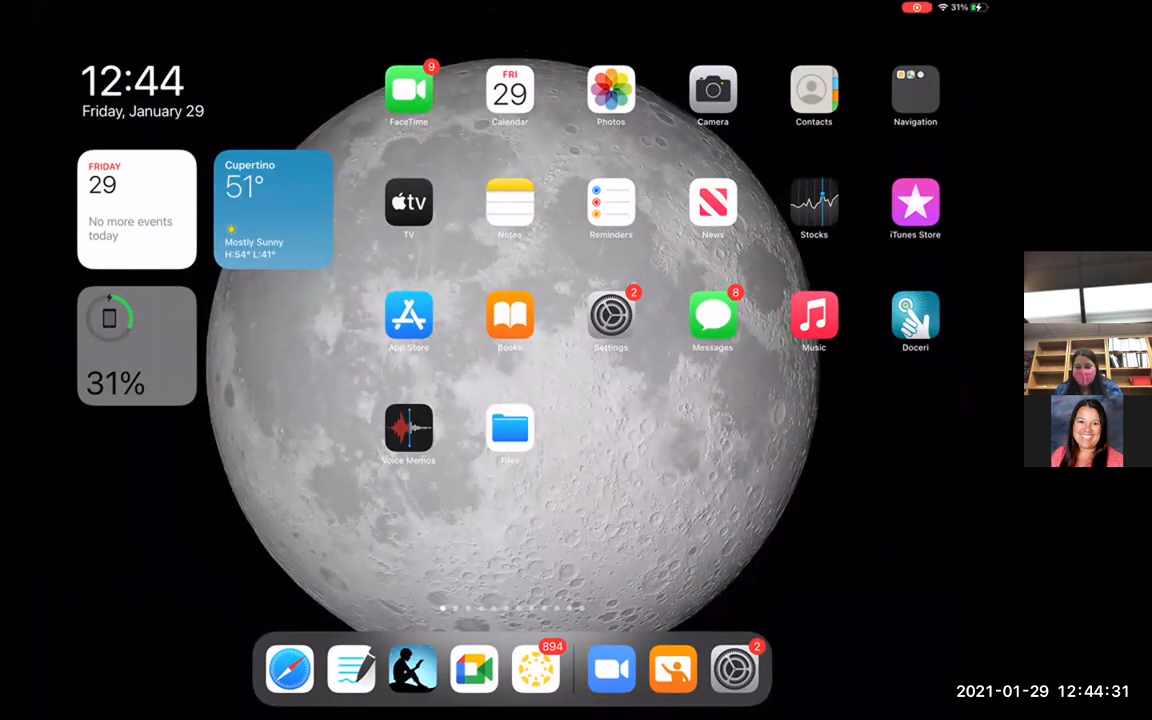 31%
12:44
Friday, January 29
FRIDAY
29
No more events
today
Cupertino
51°
Mostly Sunny
H:54° L:41°
31%
9
FaceTime
FRI
29
Calendar
Photos
Camera
Contacts
Navigation
tv
TV
Notes
Reminders
News
Stocks
iTunes Store
App Store
Books
2
Settings
8
Messages
Music
Doceri
Voice Memos
Files
894
2
2021-01-29 12:44:31